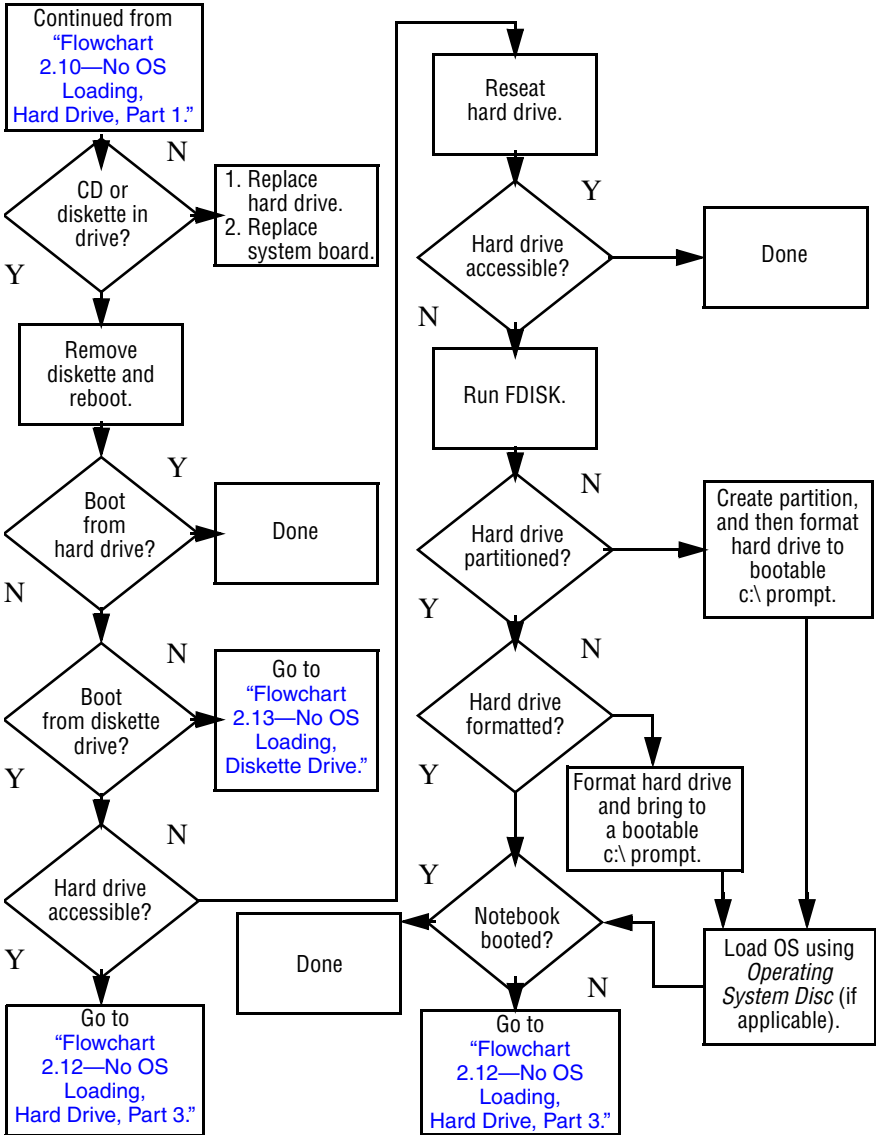 Continued from
“Flowchart
2.10—No OS
Loading,
Hard Drive, Part 1.”
N
CD or
diskette in
drive?
1. Replace
hard drive.
2. Replace
system board.
Y
Remove
diskette and
reboot.
Y
Boot
from
hard drive?
Done
N
N
Boot
from diskette
drive?
Go to
“Flowchart
2.13—No OS
Loading,
Diskette Drive.”
Y
N
Hard drive
accessible?
Y
Go to
“Flowchart
2.12—No OS
Loading,
Hard Drive, Part 3.”
Reseat
hard drive.
Y
Hard drive
accessible?
Done
N
Run FDISK.
N
Hard drive
partitioned?
Create partition,
and then format
hard drive to
bootable
c:\ prompt.
Y
N
Hard drive
formatted?
Y
Format hard drive
and bring to
a bootable
c:\ prompt.
Y
Notebook
booted?
Done
Load OS using
Operating
System Disc (if
applicable).
N
Go to
“Flowchart
2.12—No OS
Loading,
Hard Drive, Part 3.”